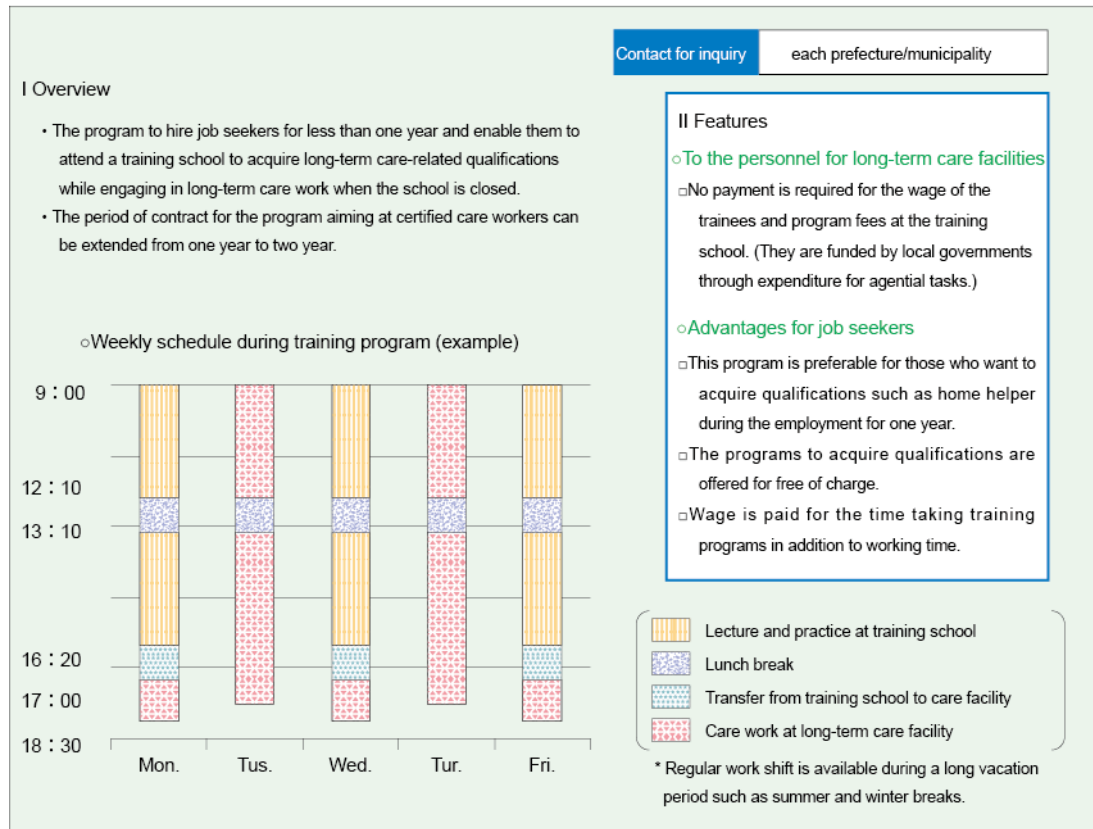 Contact for inquiry
each prefecture/municipality
I Overview
・The program to hire job seekers for less than one year and enable them to
attend a training school to acquire long-term care-related qualifications
while engaging in long-term care work when the school is closed.
・The period of contract for the program aiming at certified care workers can
be extended from one year to two year.
II Features
○To the personnel for long-term care facilities
□No payment is required for the wage of the
trainees and program fees at the training
school. (They are funded by local governments
through expenditure for agential tasks.)
○Advantages for job seekers
□This program is preferable for those who want to
acquire qualifications such as home helper
during the employment for one year.
□The programs to acquire qualifications are
offered for free of charge.
□Wage is paid for the time taking training
programs in addition to working time.
○Weekly schedule during training program (example)
9：00
12：10
13：10
16：20
17：00
18：30
Mon.
Tus.
Wed.
Tur.
Fri.
Lecture and practice at training school
Lunch break
Transfer from training school to care facility
Care work at long-term care facility
* Regular work shift is available during a long vacation
period such as summer and winter breaks.